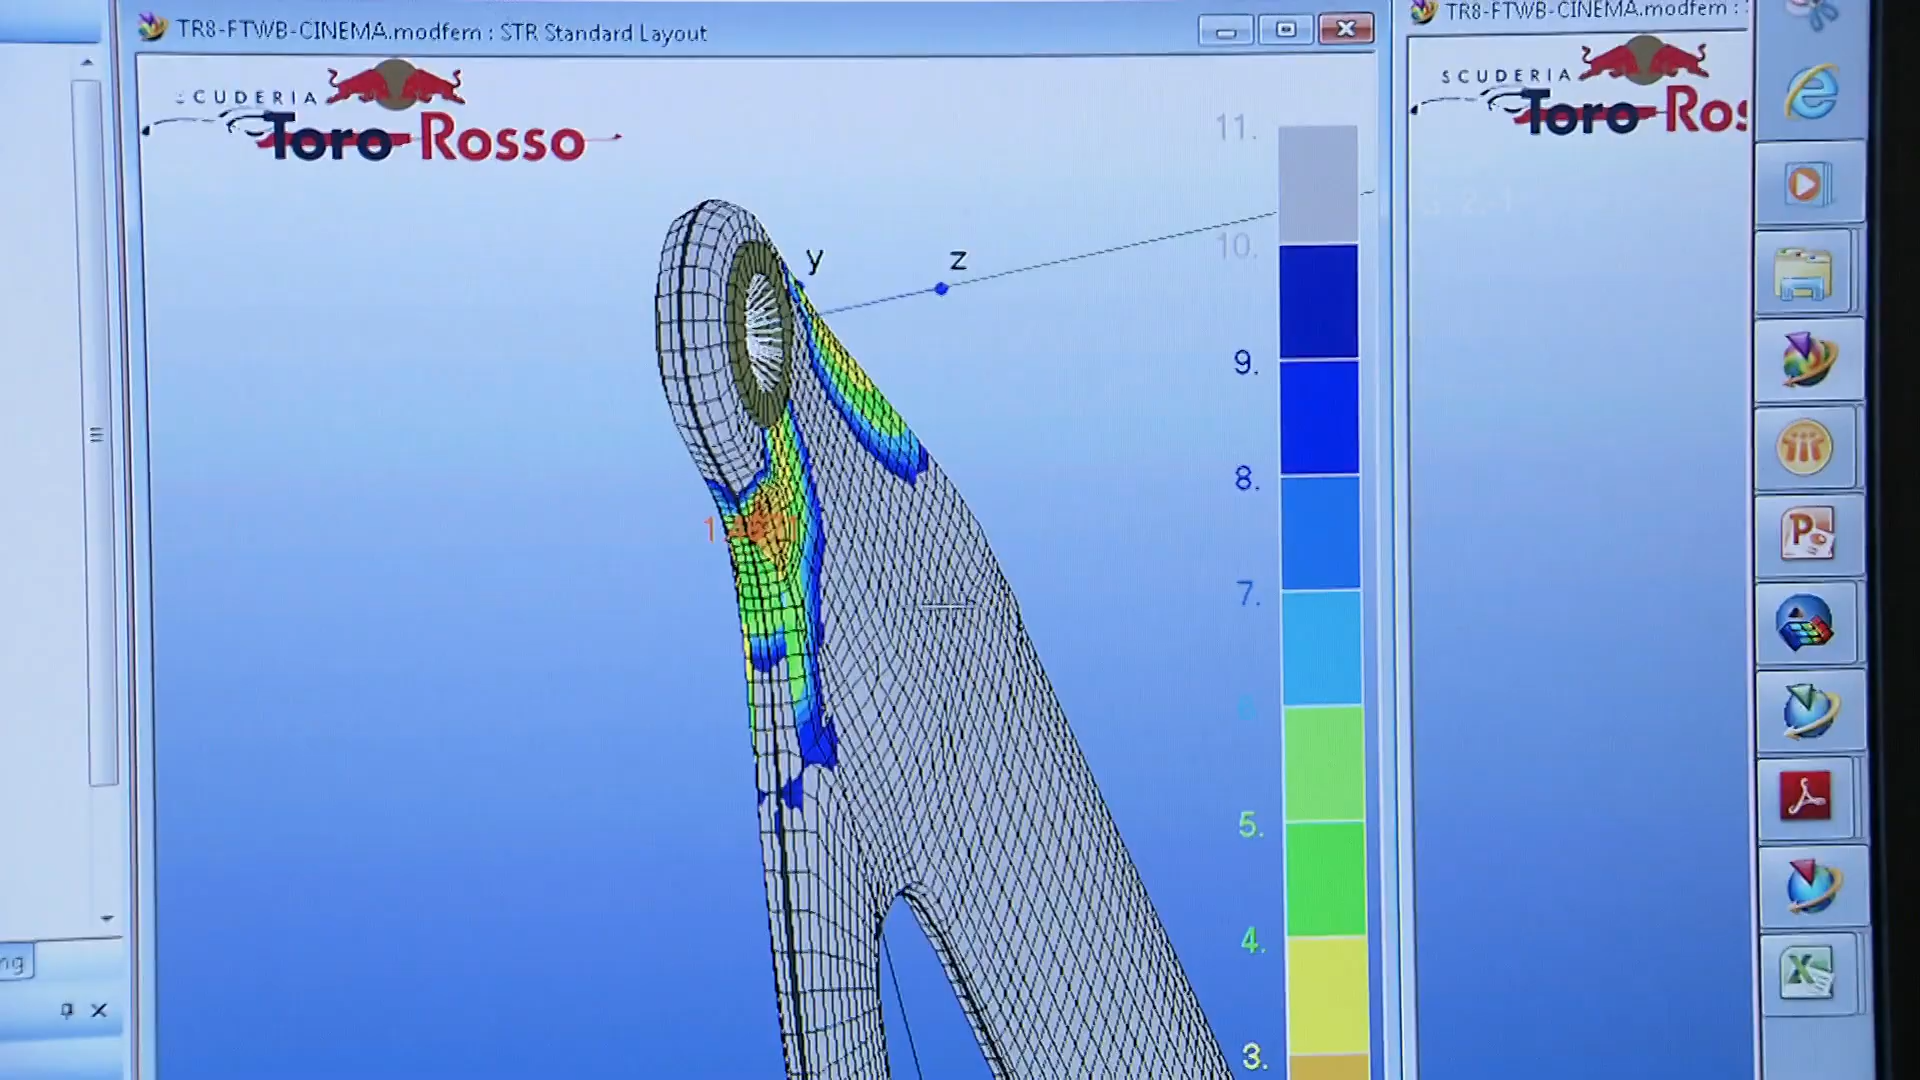 TR8-FTWB-CINEMA.modfem : STR Standard Layout
TR8-FTWB-CINEMA.modfem :
SCUDERIA
Toro Rosso
SCUDERIA
Toro Ros
11.
10.
9.
8.
7.
6.
5.
4.
3.
y
z
ng